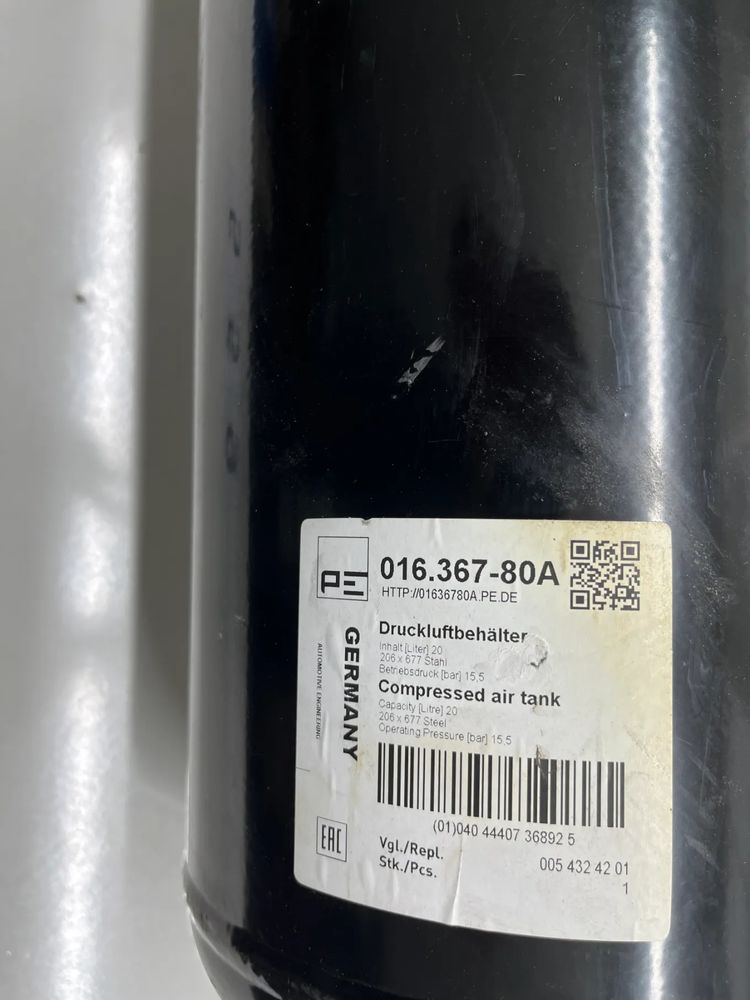 PE
016.367-80A
HTTP://01636780A.PE.DE
GERMANY
AUTOMOTIVE ENGINEERING
Druckluftbehälter
Inhalt [Liter] 20
206 x 677 Stahl
Betriebsdruck [bar] 15,5
Compressed air tank
Capacity [Litre] 20
206 x 677 Steel
Operating Pressure [bar] 15,5
(01)040 44407 36892 5
EAC
Vgl./Repl. 005 432 42 01
Stk./Pcs. 1